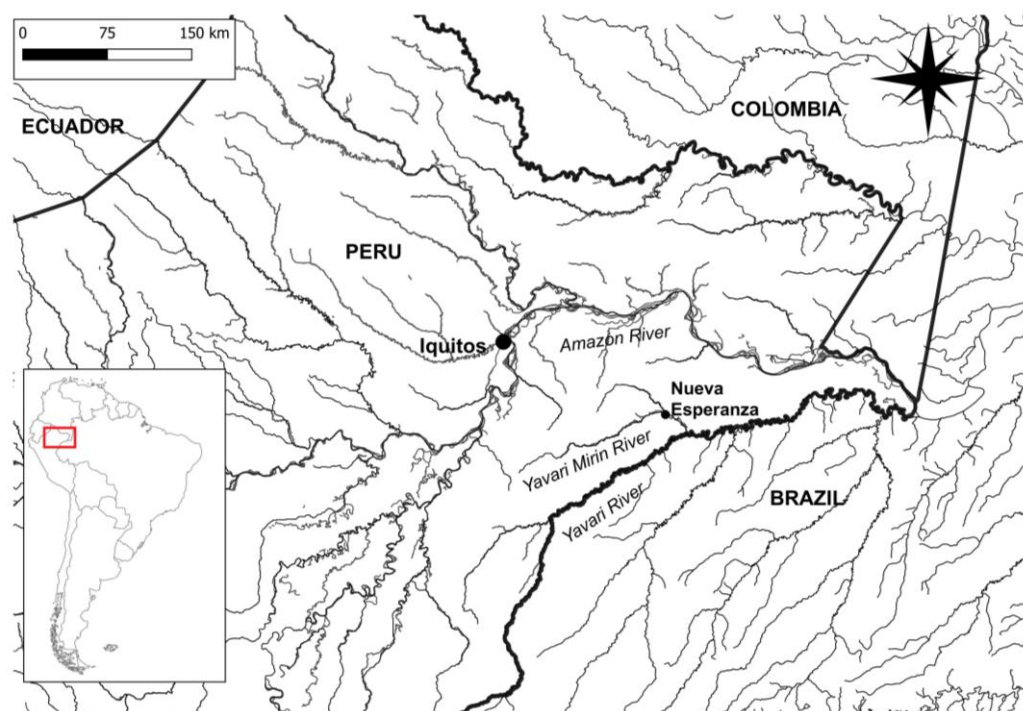 0 75 150 km
ECUADOR
COLOMBIA
PERU
Iquitos
Amazon River
Nueva
Esperanza
Yavari Mirin River
Yavari River
BRAZIL